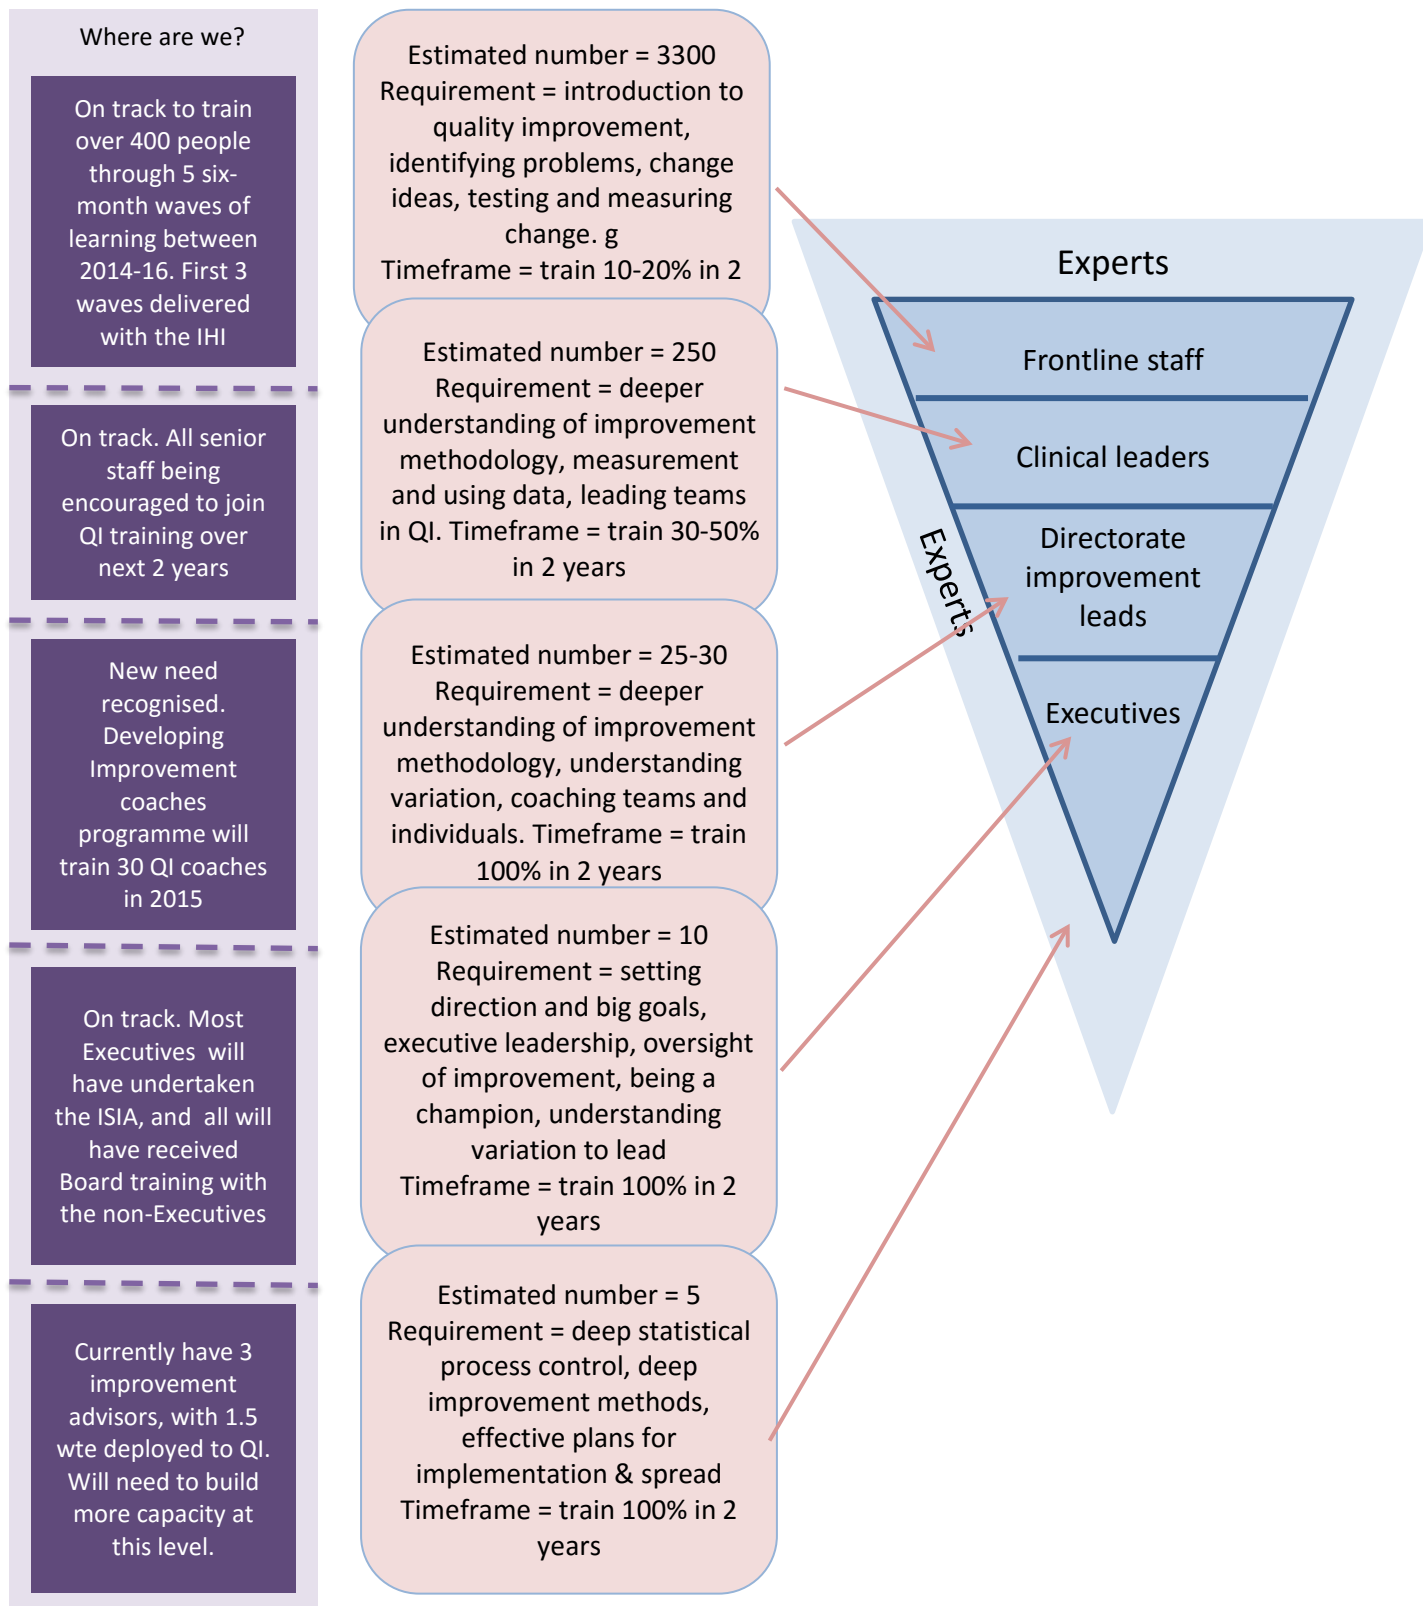 Where are we?
On track to train
over 400 people
through 5 six-
month waves of
learning between
2014-16. First 3
waves delivered
with the IHI
On track. All senior
staff being
encouraged to join
QI training over
next 2 years
New need
recognised.
Developing
Improvement
coaches
programme will
train 30 QI coaches
in 2015
On track. Most
Executives will
have undertaken
the ISIA, and all will
have received
Board training with
the non-Executives
Currently have 3
improvement
advisors, with 1.5
wte deployed to QI.
Will need to build
more capacity at
this level.
Estimated number = 3300
Requirement = introduction to
quality improvement,
identifying problems, change
ideas, testing and measuring
change. g
Timeframe = train 10-20% in 2
Estimated number = 250
Requirement = deeper
understanding of improvement
methodology, measurement
and using data, leading teams
in QI. Timeframe = train 30-50%
in 2 years
Estimated number = 25-30
Requirement = deeper
understanding of improvement
methodology, understanding
variation, coaching teams and
individuals. Timeframe = train
100% in 2 years
Estimated number = 10
Requirement = setting
direction and big goals,
executive leadership, oversight
of improvement, being a
champion, understanding
variation to lead
Timeframe = train 100% in 2
years
Estimated number = 5
Requirement = deep statistical
process control, deep
improvement methods,
effective plans for
implementation & spread
Timeframe = train 100% in 2
years
Experts
Frontline staff
Clinical leaders
Experts
Directorate
improvement
leads
Executives